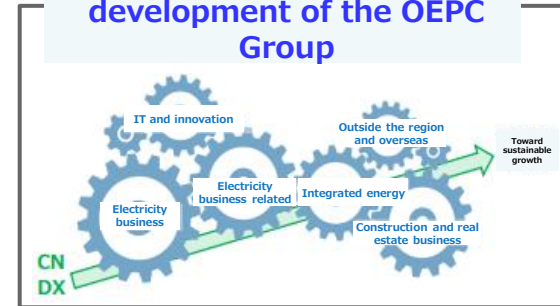 development of the OEPC
Group
IT and innovation
Outside the region
and overseas
Toward
sustainable
growth
Electricity
business related
Integrated energy
Electricity
business
Construction and real
estate business
CN
DX